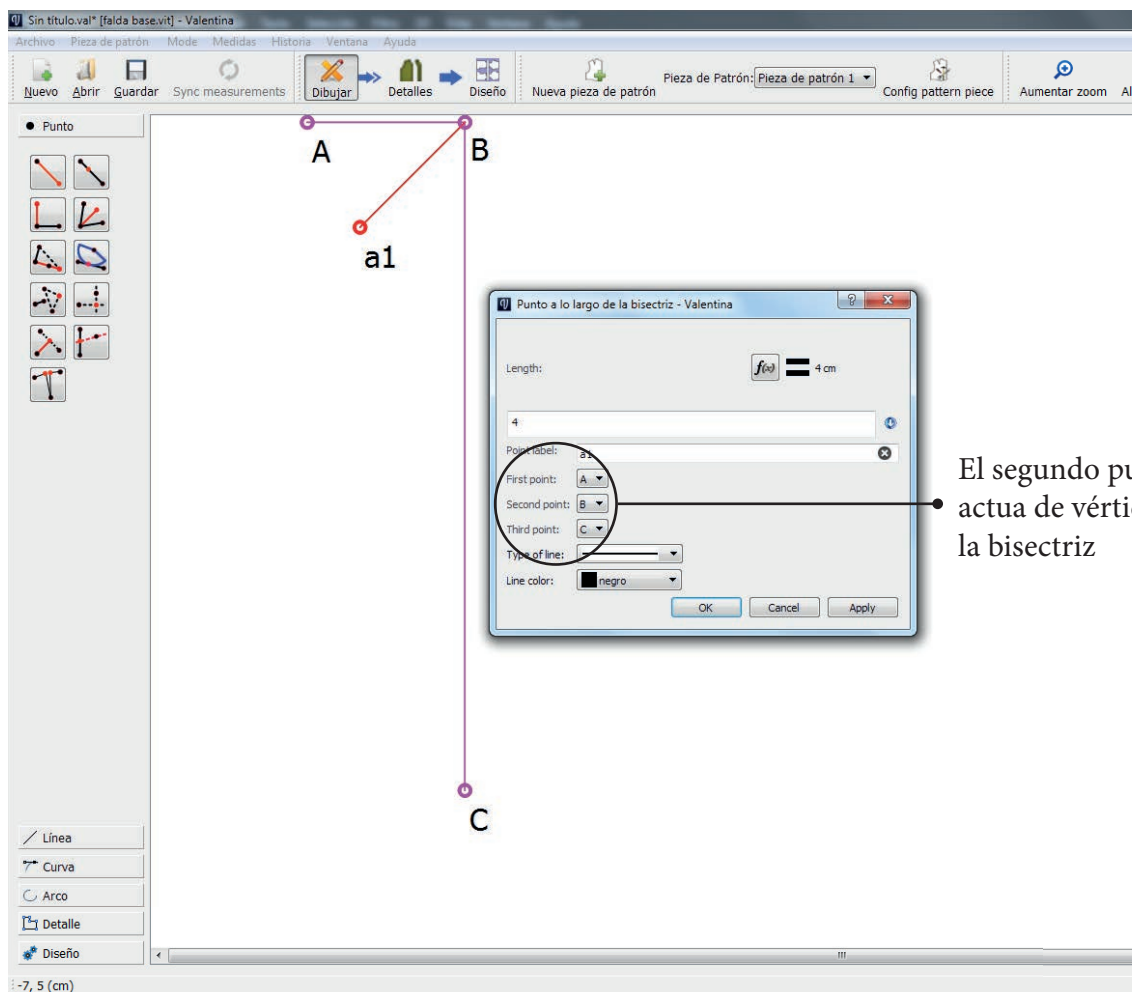 Sin título.val* [falda base.vit] - Valentina
Archivo Pieza de patrón Mode Medidas Historia Ventana Ayuda
Nuevo Abrir Guardar Sync measurements Dibujar Detalles Diseño Nueva pieza de patrón Pieza de Patrón: Pieza de patrón 1 Config pattern piece Aumentar zoom Al
Punto
A
B
a1
Punto a lo largo de la bisectriz - Valentina
Length: f(x) 4 cm
4
Point label: a1
First point: A
Second point: B
Third point: C
Type of line:
Line color: negro
OK Cancel Apply
El segundo pu
actua de vérti
la bisectriz
C
Línea
Curva
Arco
Detalle
Diseño
-7, 5 (cm)